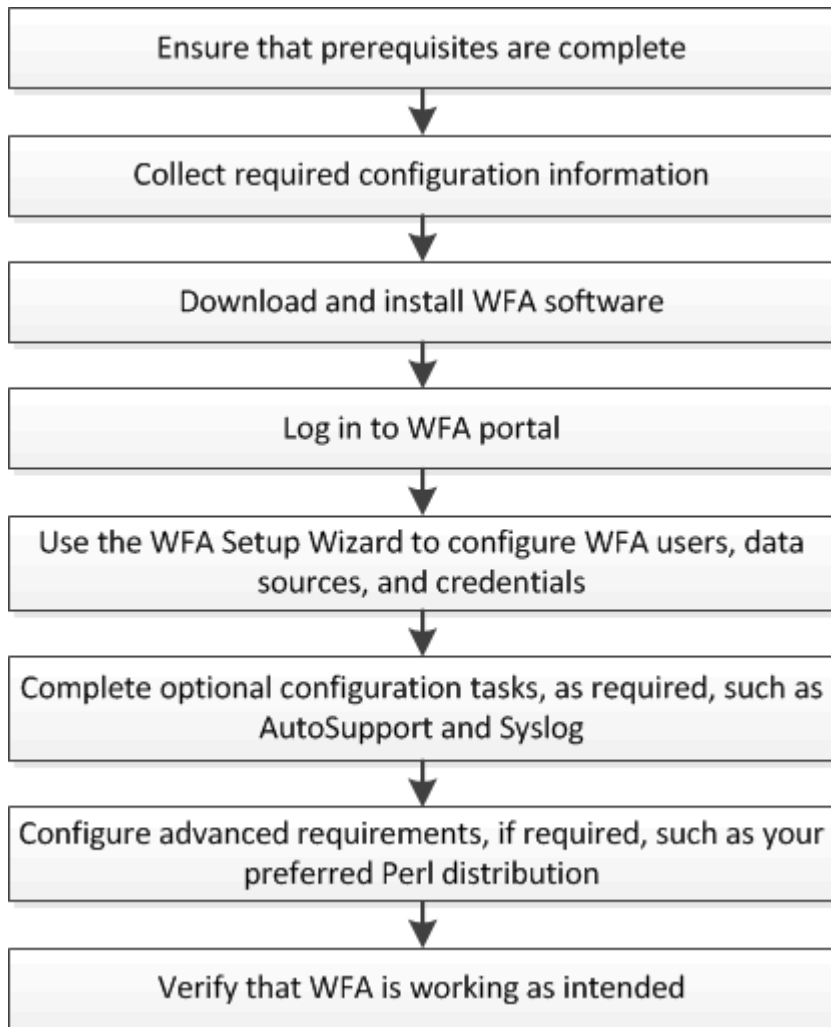 Ensure that prerequisites are complete
Collect required configuration information
Download and install WFA software
Log in to WFA portal
Use the WFA Setup Wizard to configure WFA users, data
sources, and credentials
Complete optional configuration tasks, as required, such as
AutoSupport and Syslog
Configure advanced requirements, if required, such as your
preferred Perl distribution
Verify that WFA is working as intended